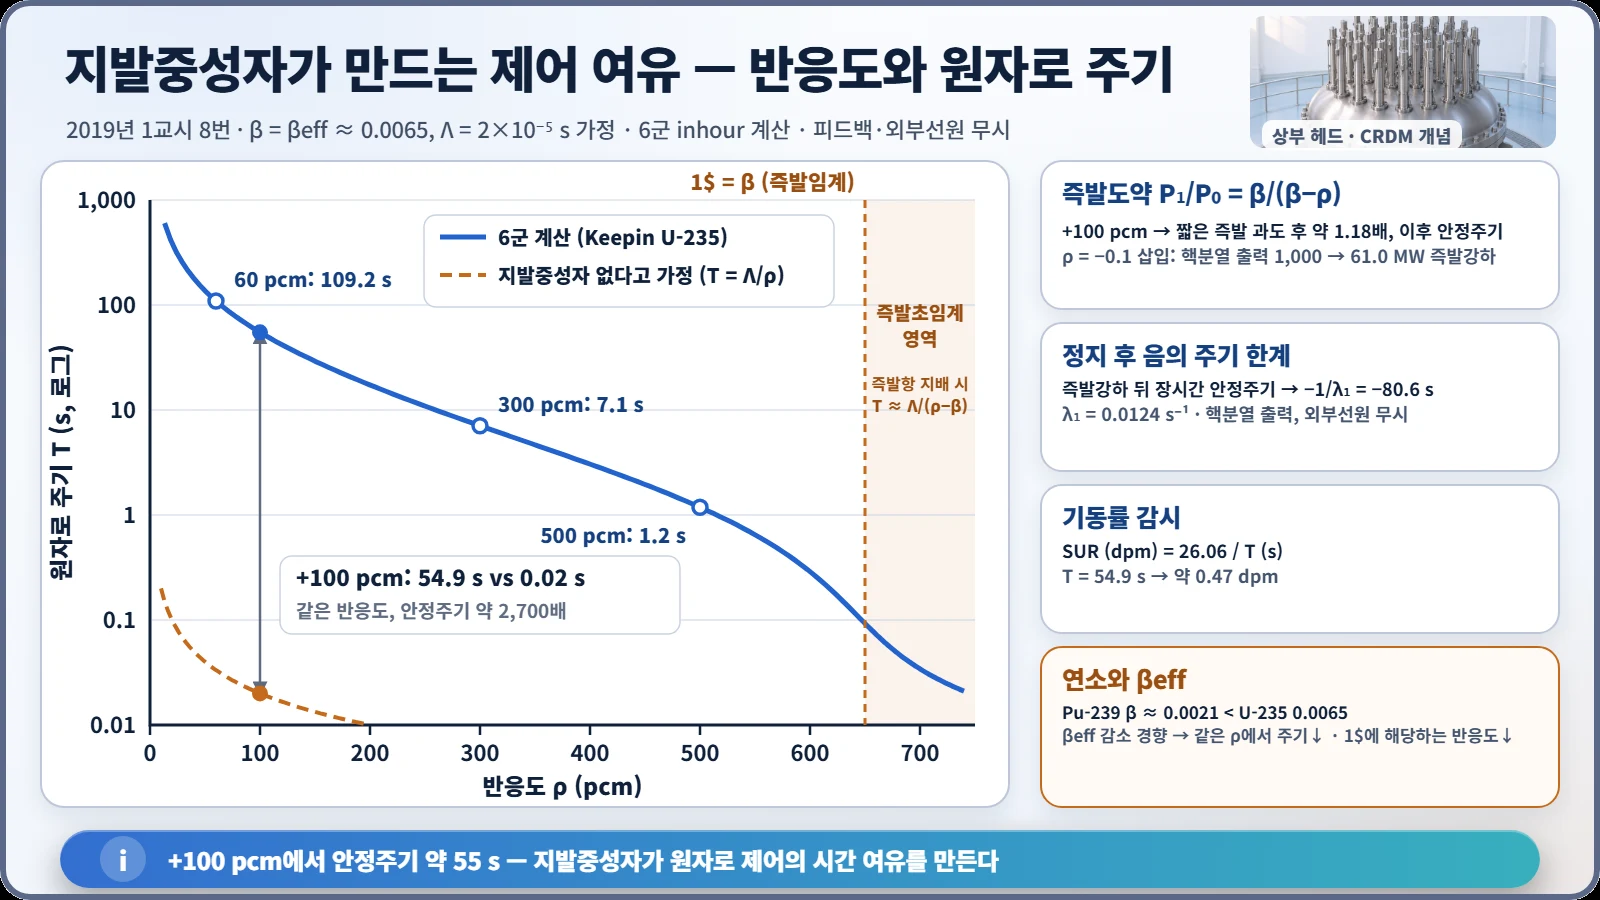 지발중성자가 만드는 제어 여유 — 반응도와 원자로 주기
2019년 1교시 8번 · β = βeff ≈ 0.0065, Λ = 2×10⁻⁵ s 가정 · 6군 inhour 계산 · 피드백·외부선원 무시
상부 헤드 · CRDM 개념
1$ = β (즉발임계)
6군 계산 (Keepin U-235)
지발중성자 없다고 가정 (T = Λ/ρ)
60 pcm: 109.2 s
300 pcm: 7.1 s
500 pcm: 1.2 s
즉발초임계
영역
즉발항 지배 시
T ≈ Λ/(ρ−β)
+100 pcm: 54.9 s vs 0.02 s
같은 반응도, 안정주기 약 2,700배
원자로 주기 T (s, 로그)
1,000
100
10
1
0.1
0.01
0 100 200 300 400 500 600 700
반응도 ρ (pcm)
즉발도약 P₁/P₀ = β/(β−ρ)
+100 pcm → 짧은 즉발 과도 후 약 1.18배, 이후 안정주기
ρ = −0.1 삽입: 핵분열 출력 1,000 → 61.0 MW 즉발강하
정지 후 음의 주기 한계
즉발강하 뒤 장시간 안정주기 → −1/λ₁ = −80.6 s
λ₁ = 0.0124 s⁻¹ · 핵분열 출력, 외부선원 무시
기동률 감시
SUR (dpm) = 26.06 / T (s)
T = 54.9 s → 약 0.47 dpm
연소와 βeff
Pu-239 β ≈ 0.0021 < U-235 0.0065
βeff 감소 경향 → 같은 ρ에서 주기↓ · 1$에 해당하는 반응도↓
i +100 pcm에서 안정주기 약 55 s — 지발중성자가 원자로 제어의 시간 여유를 만든다